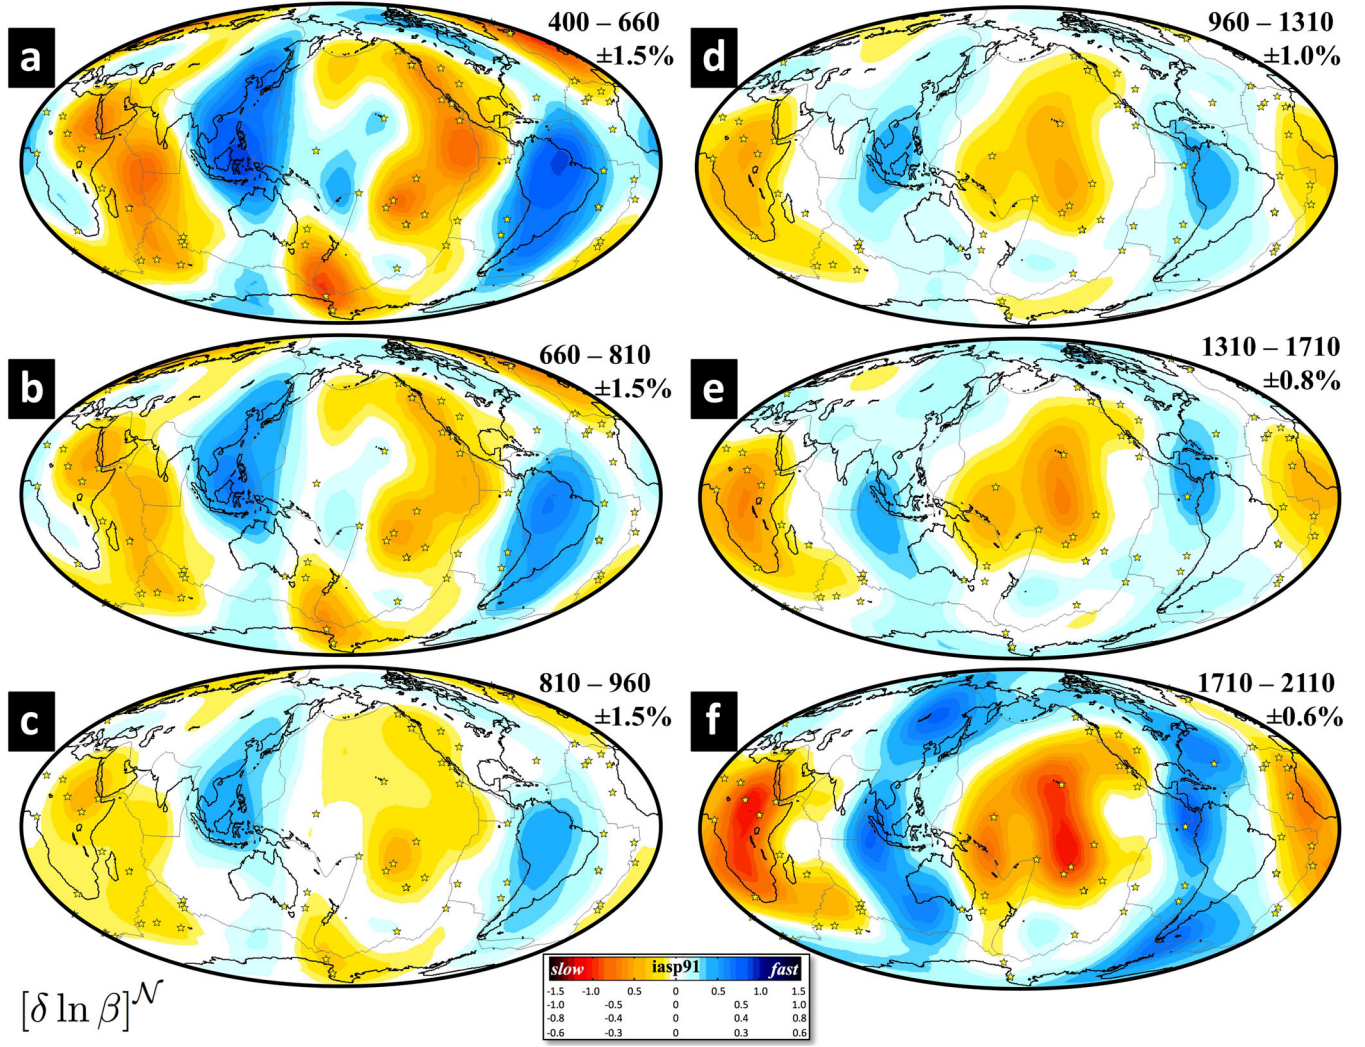 a
400 – 660
±1.5%
b
660 – 810
±1.5%
c
810 – 960
±1.5%
d
960 – 1310
±1.0%
e
1310 – 1710
±0.8%
f
1710 – 2110
±0.6%
slow iasp91 fast
-1.5 -1.0 -0.5 0 0.5 1.0 1.5
-1.0 -0.5 0 0.5 1.0
-0.8 -0.4 0 0.4 0.8
-0.6 -0.3 0 0.3 0.6
[δ ln β]^𝒩